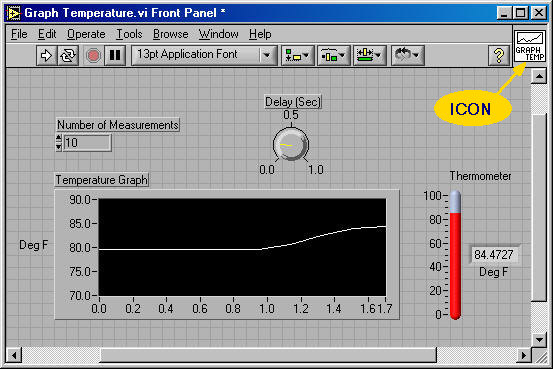 Graph Temperature.vi Front Panel *
File Edit Operate Tools Browse Window Help
13pt Application Font
?
GRAPH
TEMP
ICON
Delay (Sec)
0.5
0.0 1.0
Number of Measurements
10
Temperature Graph
Deg F
90.0
85.0
80.0
75.0
70.0
0.0 0.2 0.4 0.6 0.8 1.0 1.2 1.4 1.6 1.7
Thermometer
100
80
60
40
20
0
84.4727
Deg F